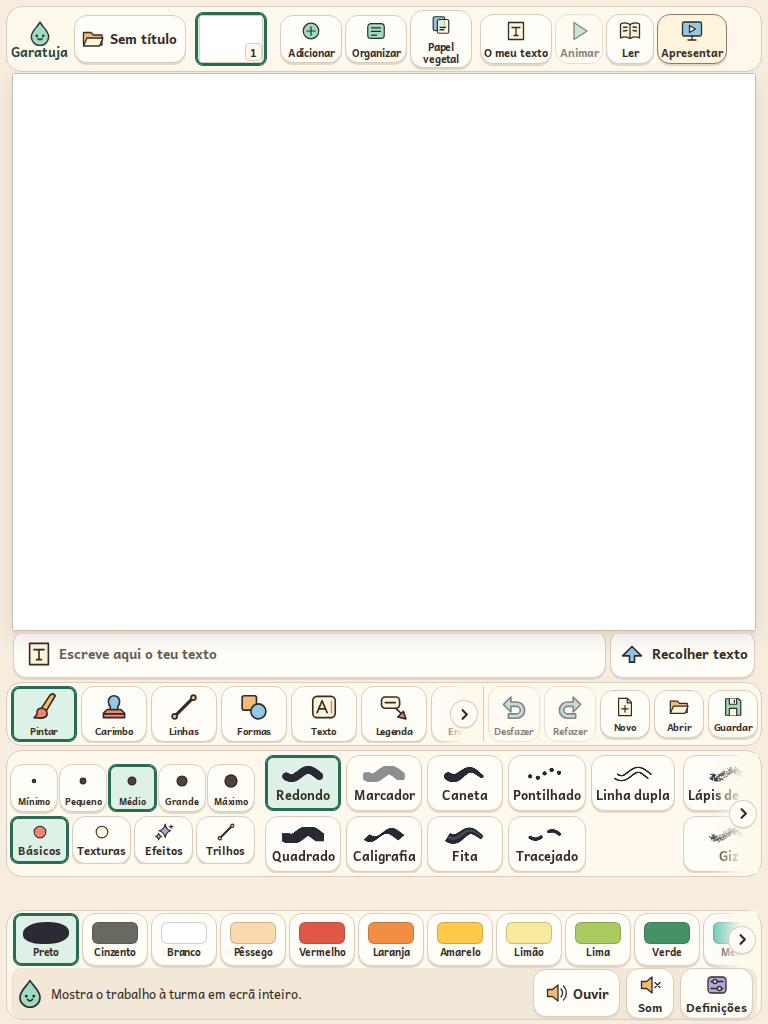 Garatuja
Sem título
1
Adicionar
Organizar
Papel
vegetal
O meu texto
Animar
Ler
Apresentar
Escreve aqui o teu texto
Recolher texto
Pintar
Carimbo
Linhas
Formas
Texto
Legenda
Desfazer
Refazer
Novo
Abrir
Guardar
Mínimo
Pequeno
Médio
Grande
Máximo
Básicos
Texturas
Efeitos
Trilhos
Redondo
Marcador
Caneta
Pontilhado
Linha dupla
Lápis de
Quadrado
Caligrafia
Fita
Tracejado
Giz
Preto
Cinzento
Branco
Pêssego
Vermelho
Laranja
Amarelo
Limão
Lima
Verde
Mostra o trabalho à turma em ecrã inteiro.
Ouvir
Som
Definições